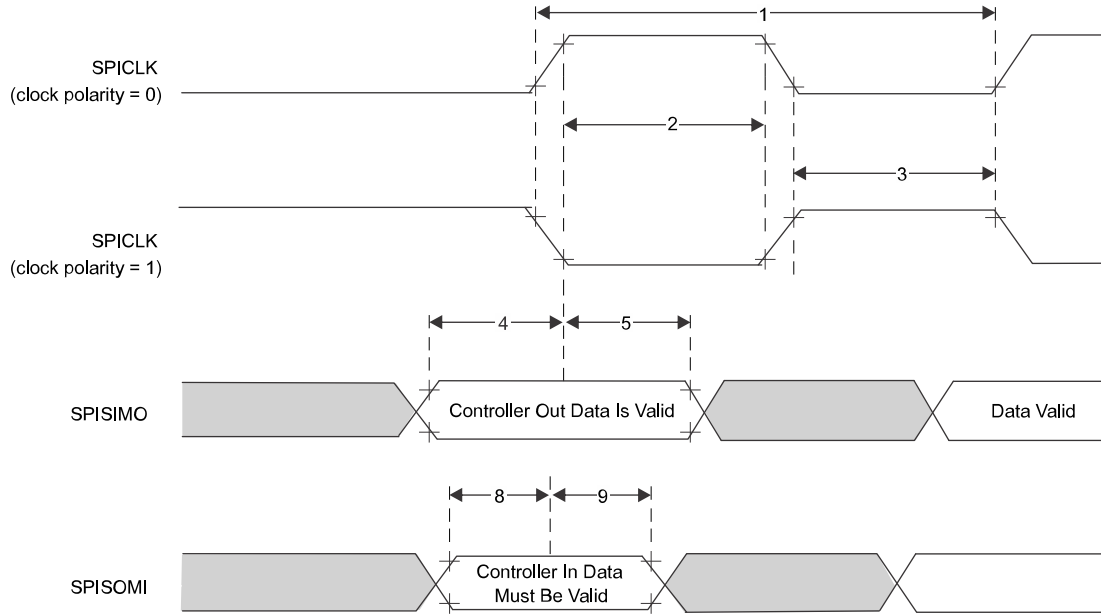 1
SPICLK
(clock polarity = 0)
2
3
SPICLK
(clock polarity = 1)
4
5
SPISIMO
Controller Out Data Is Valid
Data Valid
8
9
SPISOMI
Controller In Data
Must Be Valid